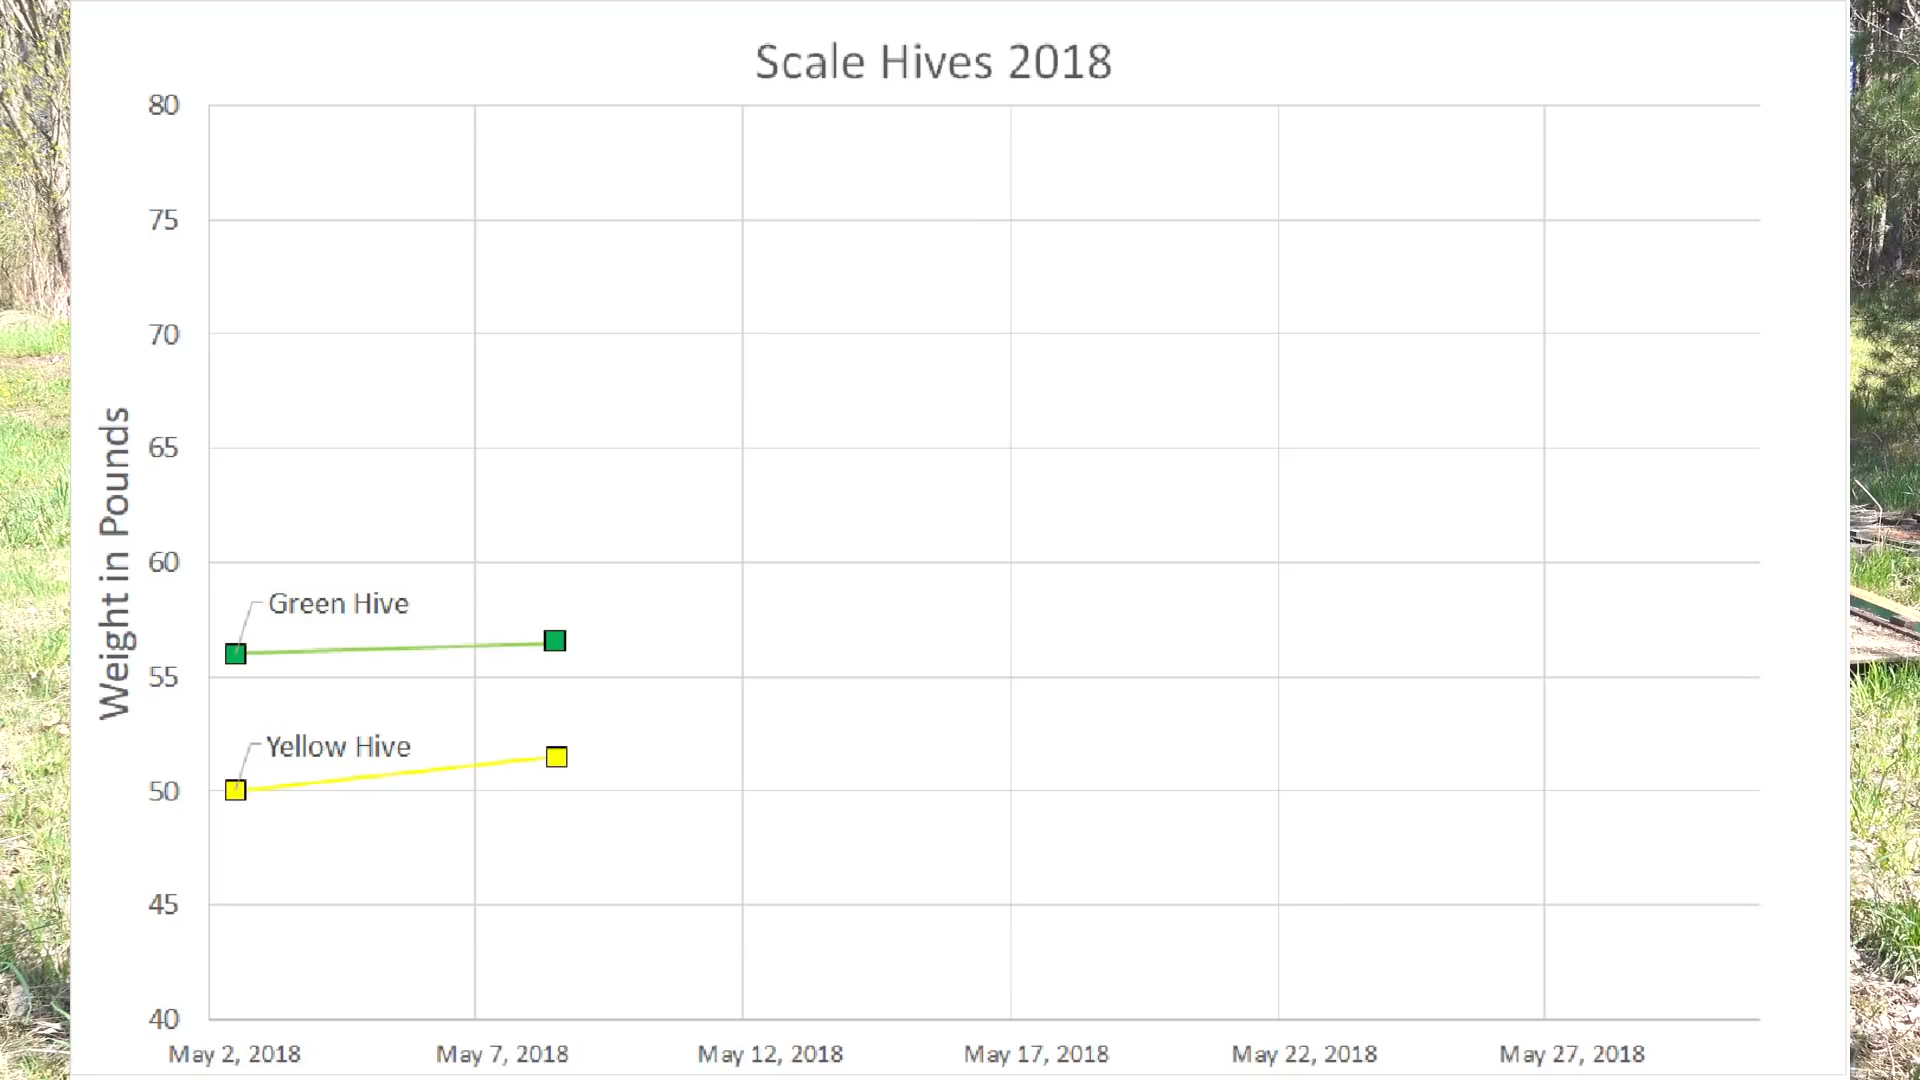 Scale Hives 2018
Weight in Pounds
80
75
70
65
60
55
50
45
40
Green Hive
Yellow Hive
May 2, 2018
May 7, 2018
May 12, 2018
May 17, 2018
May 22, 2018
May 27, 2018